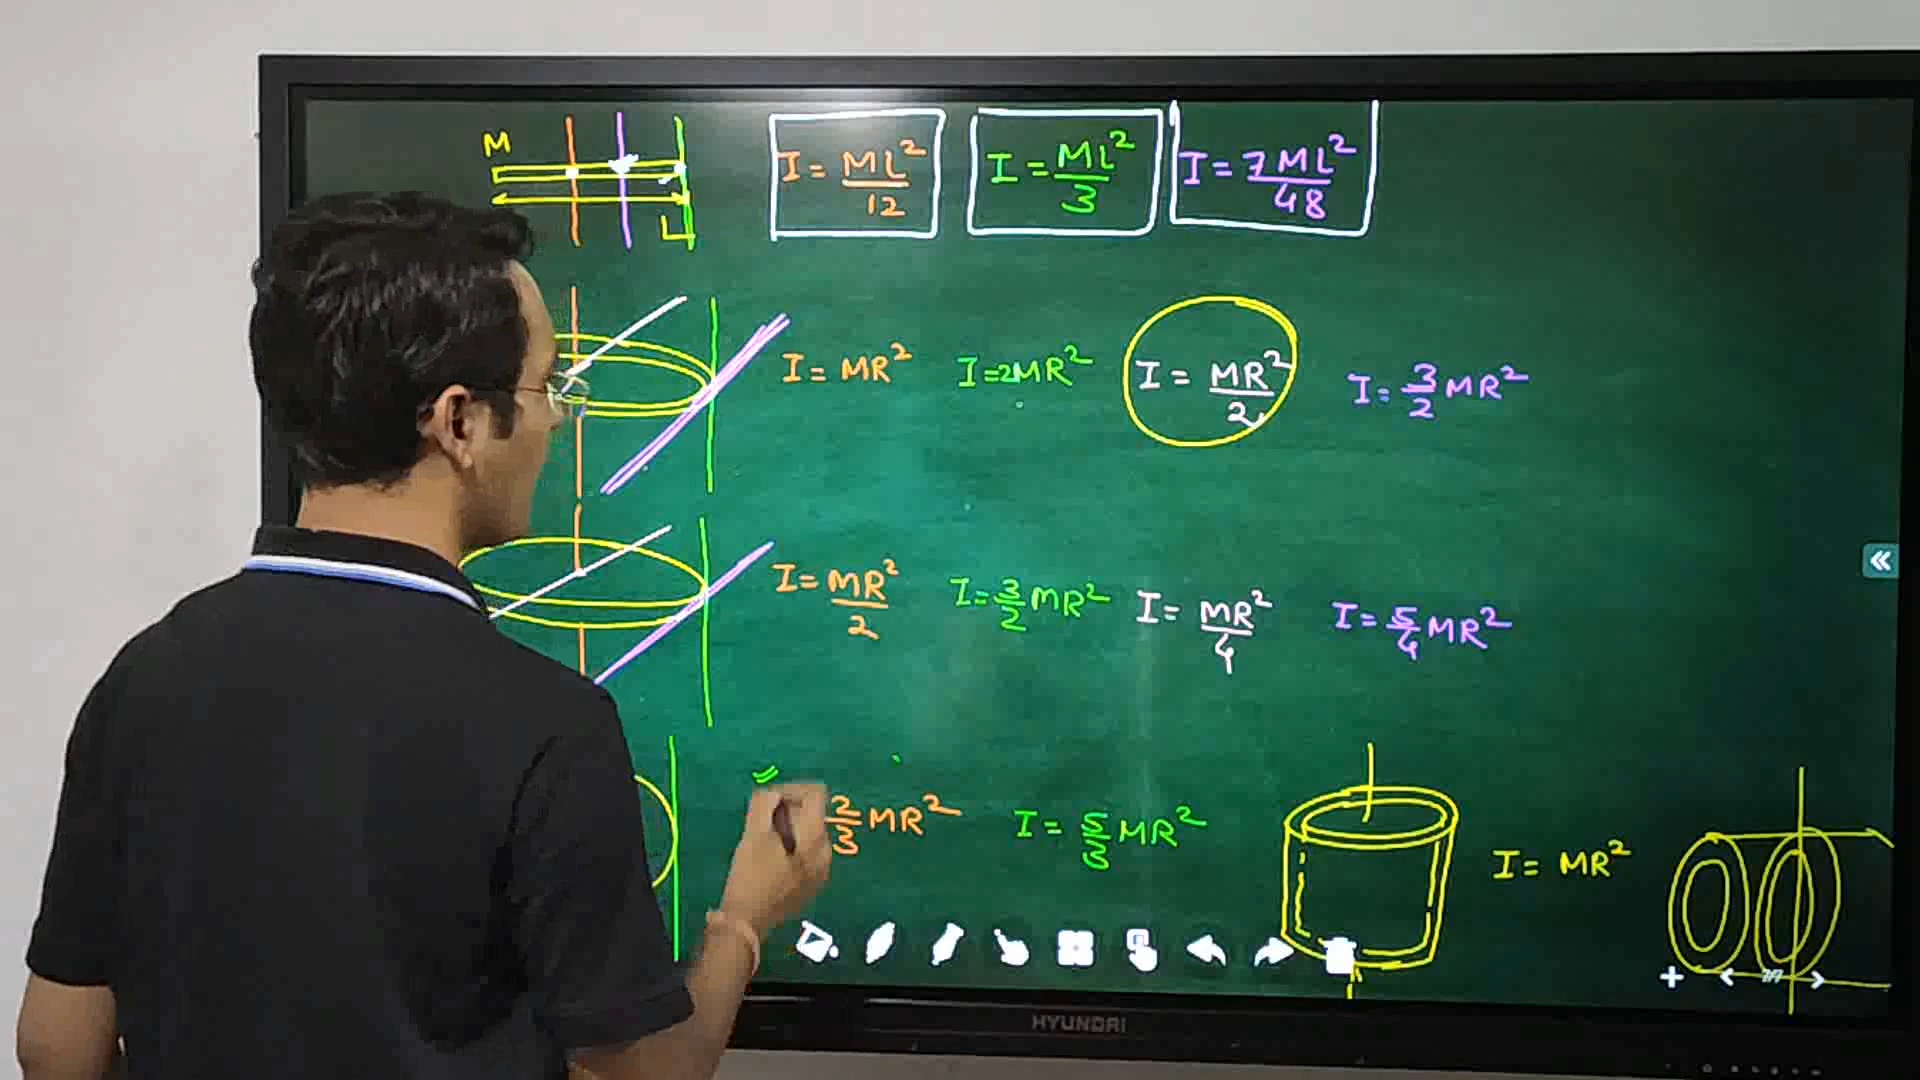 M
L
I = ML²/12
I = ML²/3
I = 7ML²/48
I = MR²
I = 2MR²
I = MR²/2
I = 3/2 MR²
I = MR²/2
I = 3/2 MR²
I = MR²/4
I = 5/4 MR²
2/3 MR²
I = 5/3 MR²
I = MR²
HYUNDAI